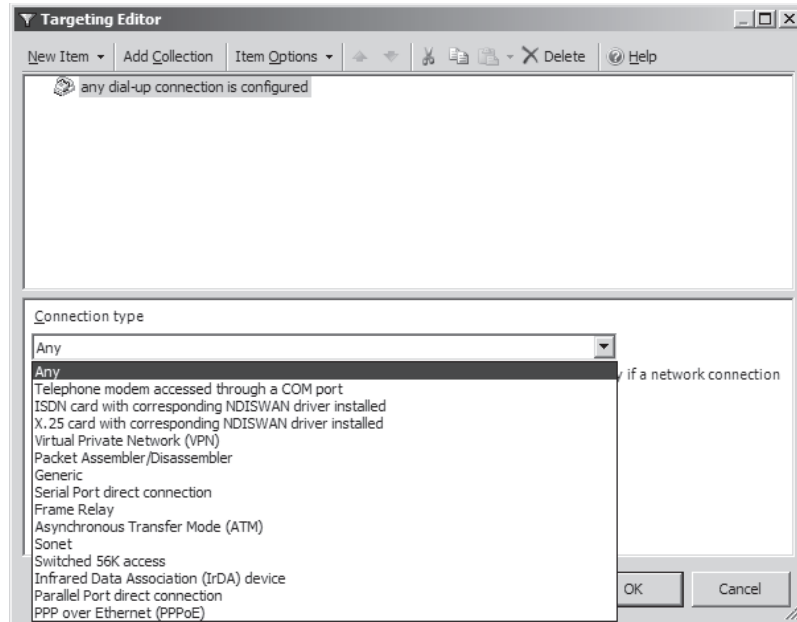 Targeting Editor
New Item Add Collection Item Options Delete Help
any dial-up connection is configured
Connection type
Any
Any
Telephone modem accessed through a COM port
ISDN card with corresponding NDISWAN driver installed
X.25 card with corresponding NDISWAN driver installed
Virtual Private Network (VPN)
Packet Assembler/Disassembler
Generic
Serial Port direct connection
Frame Relay
Asynchronous Transfer Mode (ATM)
Sonet
Switched 56K access
Infrared Data Association (IrDA) device
Parallel Port direct connection
PPP over Ethernet (PPPoE)
if a network connection
OK Cancel